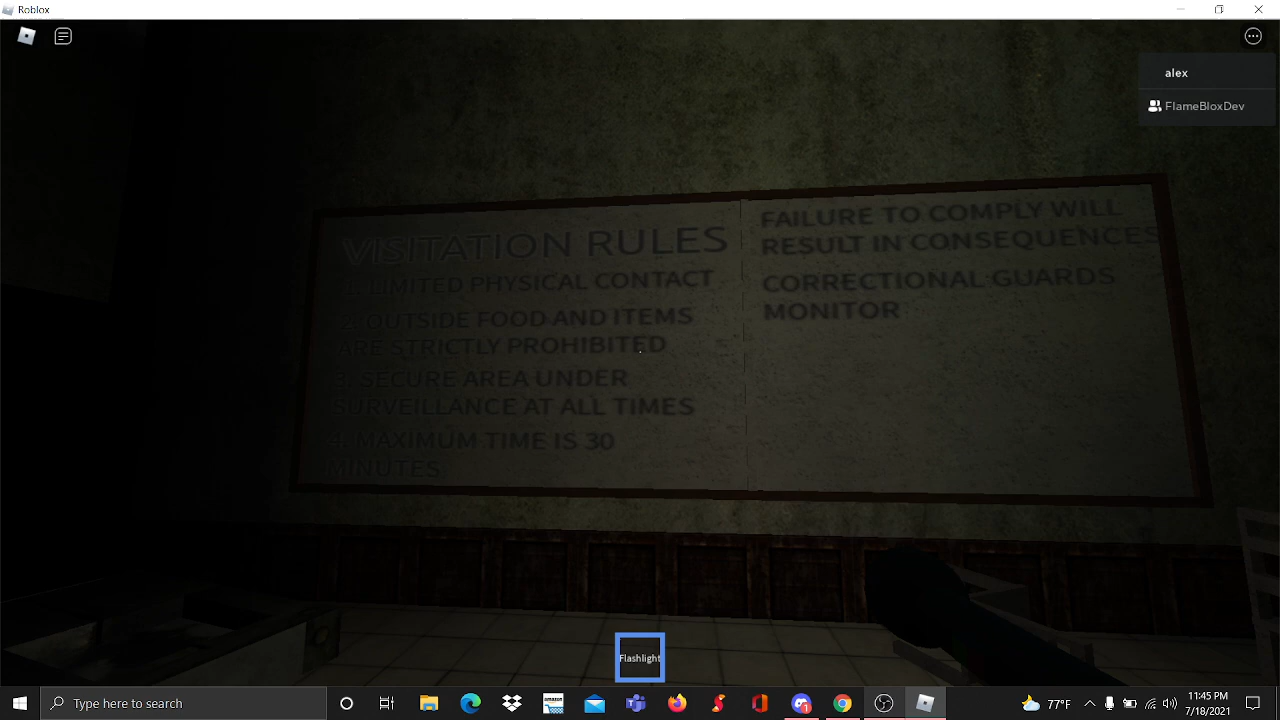 Roblox
alex
FlameBloxDev
VISITATION RULES
1. LIMITED PHYSICAL CONTACT
2. OUTSIDE FOOD AND ITEMS
ARE STRICTLY PROHIBITED
3. SECURE AREA UNDER
SURVEILLANCE AT ALL TIMES
4. MAXIMUM TIME IS 30
MINUTES
FAILURE TO COMPLY WILL
RESULT IN CONSEQUENCES
CORRECTIONAL GUARDS
MONITOR
Flashlight
Type here to search
amazon
1
77°F
11:45 PM
7/18/2021